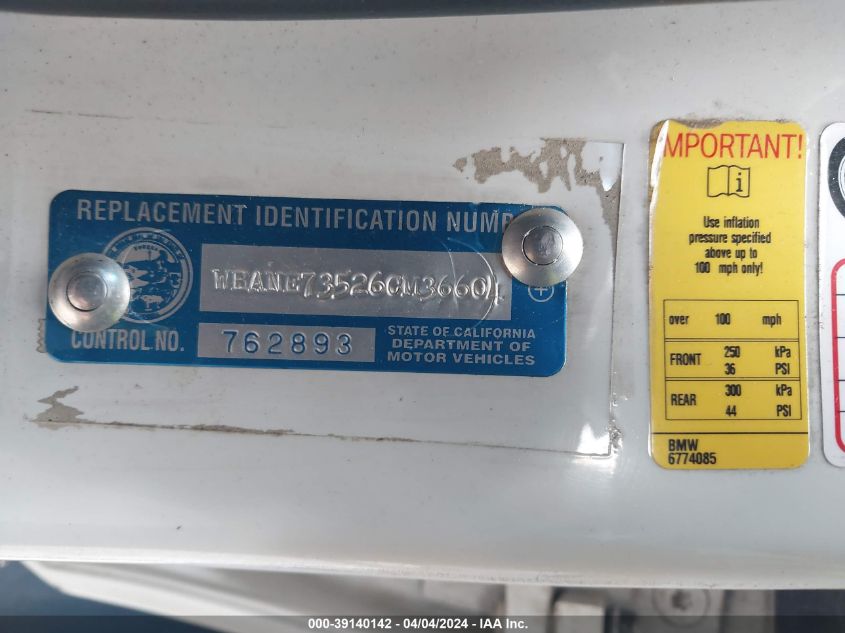 REPLACEMENT IDENTIFICATION NUMB
WBANE73526CM36604
CONTROL NO. 762893
STATE OF CALIFORNIA
DEPARTMENT OF
MOTOR VEHICLES
MPORTANT!
i
Use inflation
pressure specified
above up to
100 mph only!
over 100 mph
FRONT 250 kPa
36 PSI
REAR 300 kPa
44 PSI
BMW
6774085
000-39140142 - 04/04/2024 - IAA Inc.